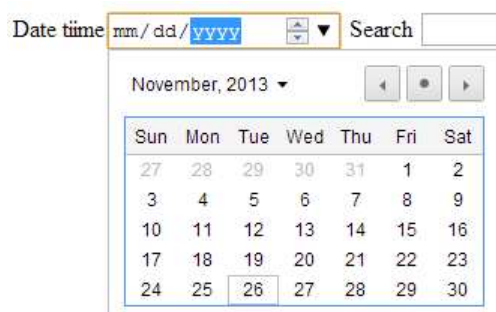 Date tiime mm/dd/yyyy Search
November, 2013
Sun Mon Tue Wed Thu Fri Sat
27 28 29 30 31 1 2
3 4 5 6 7 8 9
10 11 12 13 14 15 16
17 18 19 20 21 22 23
24 25 26 27 28 29 30